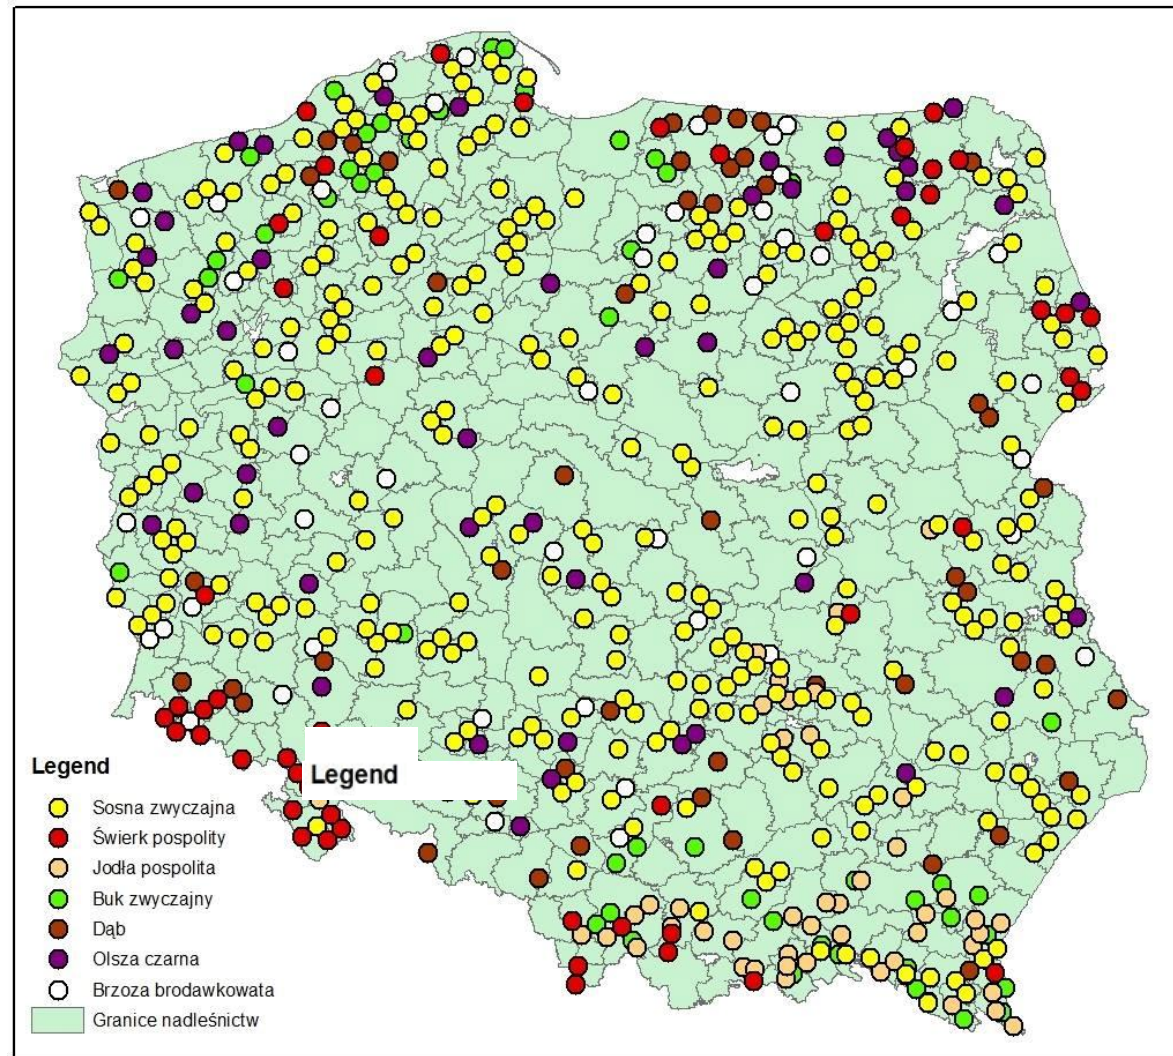 Legend
Legend
Sosna zwyczajna
Świerk pospolity
Jodła pospolita
Buk zwyczajny
Dąb
Olsza czarna
Brzoza brodawkowata
Granice nadleśnictw